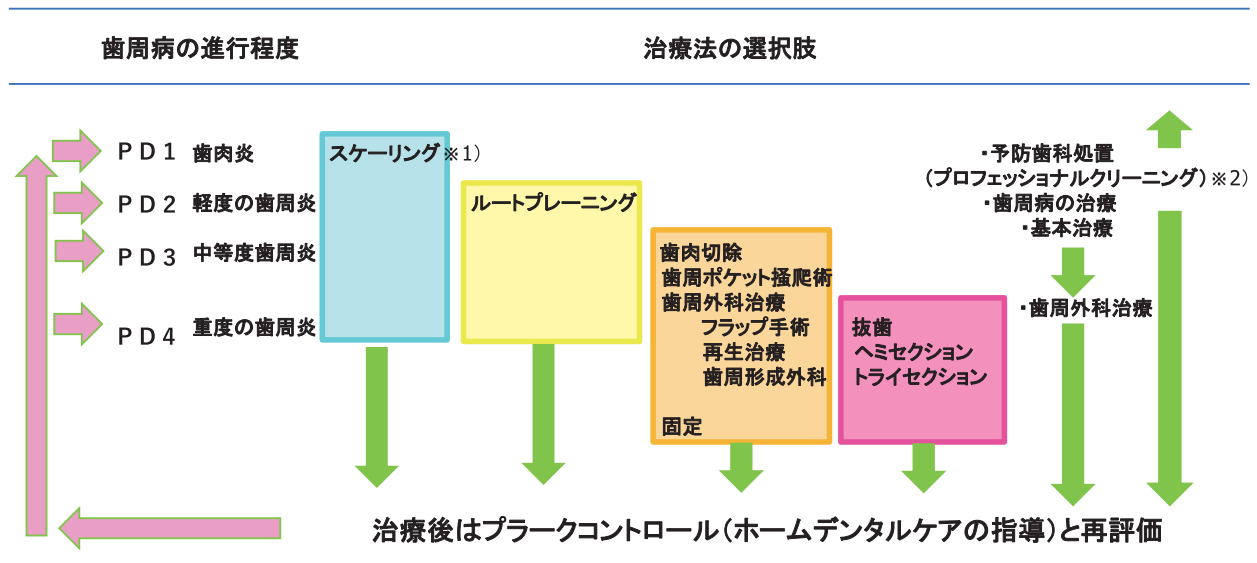 歯周病の進行程度
治療法の選択肢
PD1 歯肉炎
PD2 軽度の歯周炎
PD3 中等度歯周炎
PD4 重度の歯周炎
スケーリング※1)
ルートプレーニング
歯肉切除
歯周ポケット掻爬術
歯周外科治療
フラップ手術
再生治療
歯周形成外科
固定
抜歯
ヘミセクション
トライセクション
・予防歯科処置
(プロフェッショナルクリーニング)※2)
・歯周病の治療
・基本治療
・歯周外科治療
治療後はプラークコントロール(ホームデンタルケアの指導)と再評価